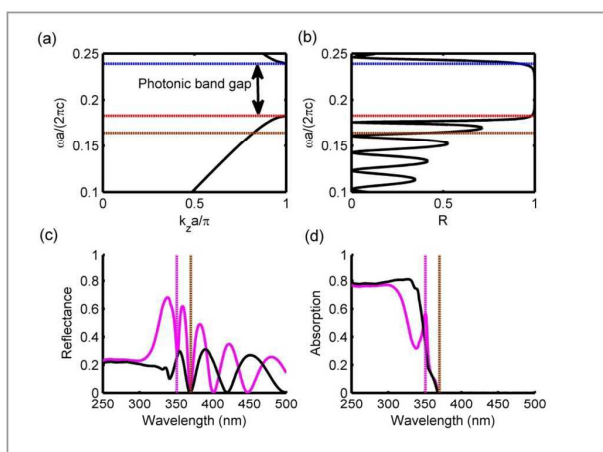 (a)
0.25
0.2
0.15
0.1
ωa/(2πc)
Photonic band gap
0 0.5 1
k_z a/π
(b)
0.25
0.2
0.15
0.1
ωa/(2πc)
0 0.5 1
R
(c)
1
0.8
0.6
0.4
0.2
0
Reflectance
250 300 350 400 450 500
Wavelength (nm)
(d)
1
0.8
0.6
0.4
0.2
0
Absorption
250 300 350 400 450 500
Wavelength (nm)